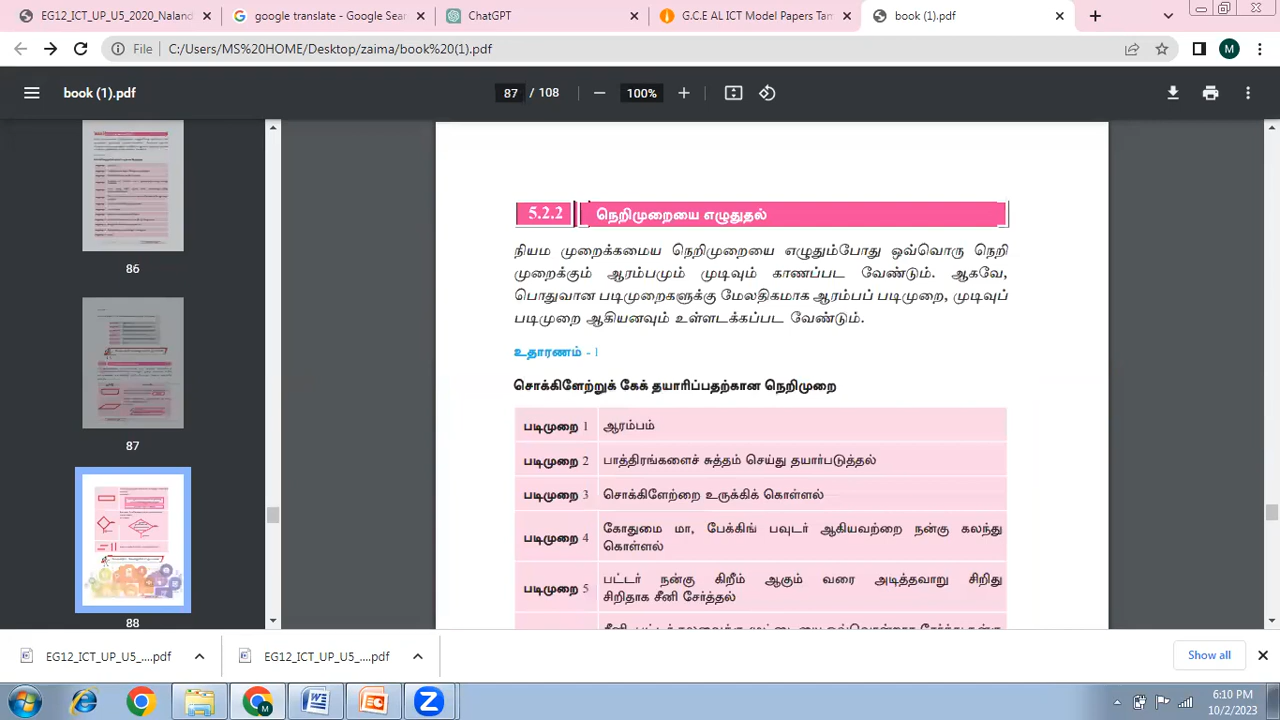 EG12_ICT_UP_U5_2020_Naland
google translate - Google Sear
ChatGPT
G.C.E AL ICT Model Papers Tam
book (1).pdf
File
C:/Users/MS%20HOME/Desktop/zaima/book%20(1).pdf
M
book (1).pdf
87 / 108
100%
86
87
88
5.2.2 நெறிமுறையை எழுதுதல்
நியம முறைக்கமைய நெறிமுறையை எழுதும்போது ஒவ்வொரு நெறி
முறைக்கும் ஆரம்பமும் முடிவும் காணப்பட வேண்டும். ஆகவே,
பொதுவான படிமுறைகளுக்கு மேலதிகமாக ஆரம்பப் படிமுறை, முடிவுப்
படிமுறை ஆகியனவும் உள்ளடக்கப்பட வேண்டும்.
உதாரணம் - 1
சொக்கிளேற்றுக் கேக் தயாரிப்பதற்கான நெறிமுறை
படிமுறை 1 ஆரம்பம்
படிமுறை 2 பாத்திரங்களைச் சுத்தம் செய்து தயார்படுத்தல்
படிமுறை 3 சொக்கிளேற்றை உருக்கிக் கொள்ளல்
படிமுறை 4 கோதுமை மா, பேக்கிங் பவுடர் ஆகியவற்றை நன்கு கலந்து
கொள்ளல்
படிமுறை 5 பட்டர் நன்கு கிறீம் ஆகும் வரை அடித்தவாறு சிறிது
சிறிதாக சீனி சேர்த்தல்
EG12_ICT_UP_U5_....pdf
EG12_ICT_UP_U5_....pdf
Show all
6:10 PM
10/2/2023